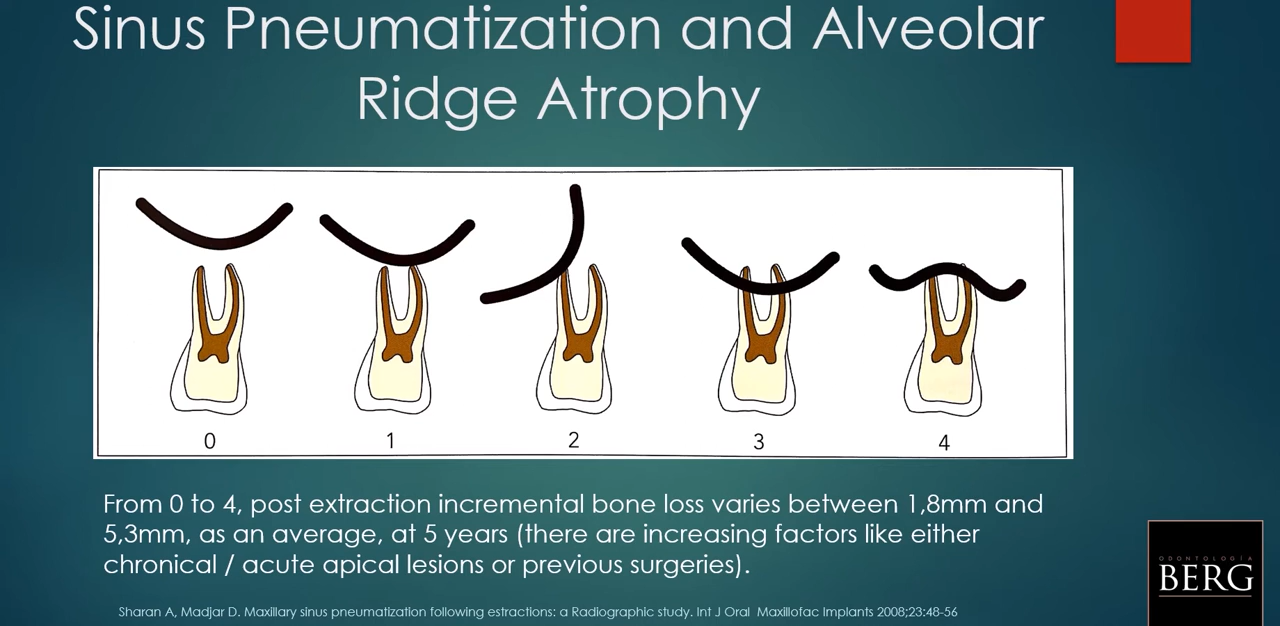 Sinus Pneumatization and Alveolar
Ridge Atrophy
0 1 2 3 4
From 0 to 4, post extraction incremental bone loss varies between 1,8mm and
5,3mm, as an average, at 5 years (there are increasing factors like either
chronical / acute apical lesions or previous surgeries).
ODONTOLOGÍA
BERG
Sharan A, Madjar D. Maxillary sinus pneumatization following estractions: a Radiographic study. Int J Oral Maxillofac Implants 2008;23:48-56